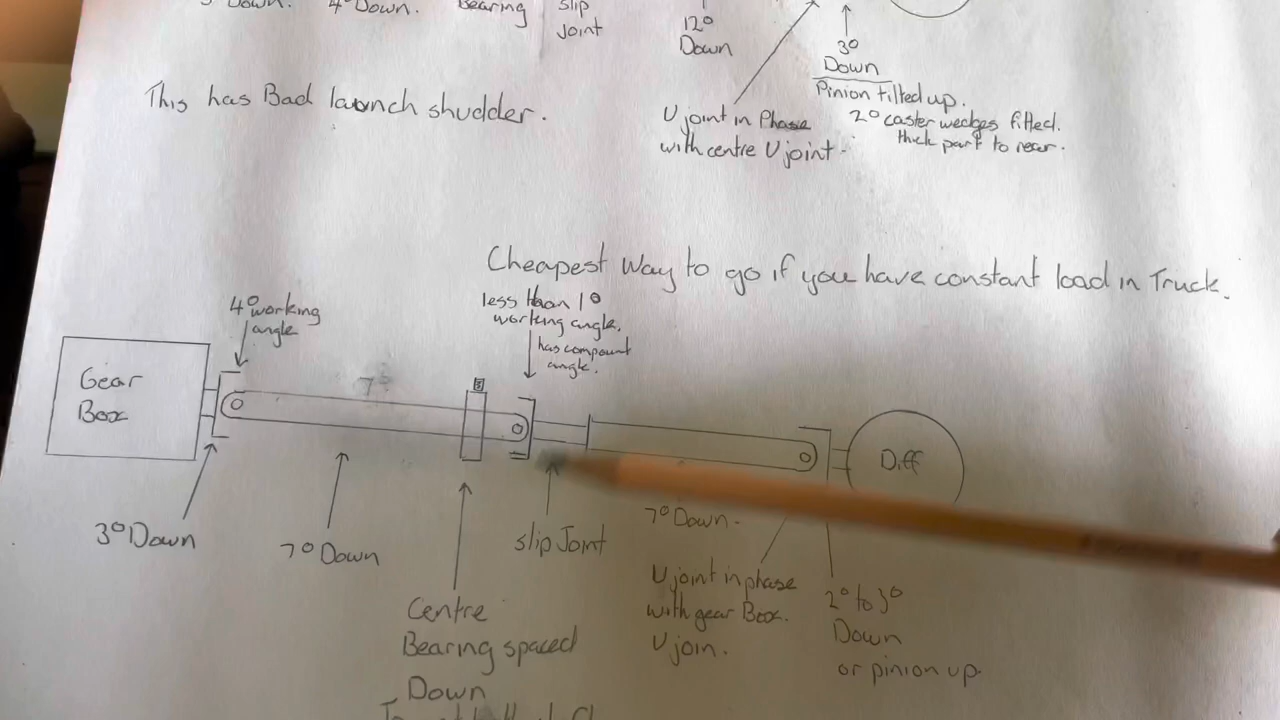 3° Down. 4° Down. Bearing slip
joint
12°
Down
3°
Down
Pinion tilted up.
2° caster wedges fitted.
thick part to rear.
U joint in Phase
with centre U joint.
This has Bad launch shudder.
Cheapest Way to go if you have constant load in Truck.
4° working
angle
less than 1°
working angle.
has compount
angle.
Gear
Box
7°
Diff
3° Down
7° Down
slip Joint
7° Down.
Centre
Bearing spaced
Down
U joint in phase
with gear Box.
U join.
2° to 3°
Down
or pinion up.